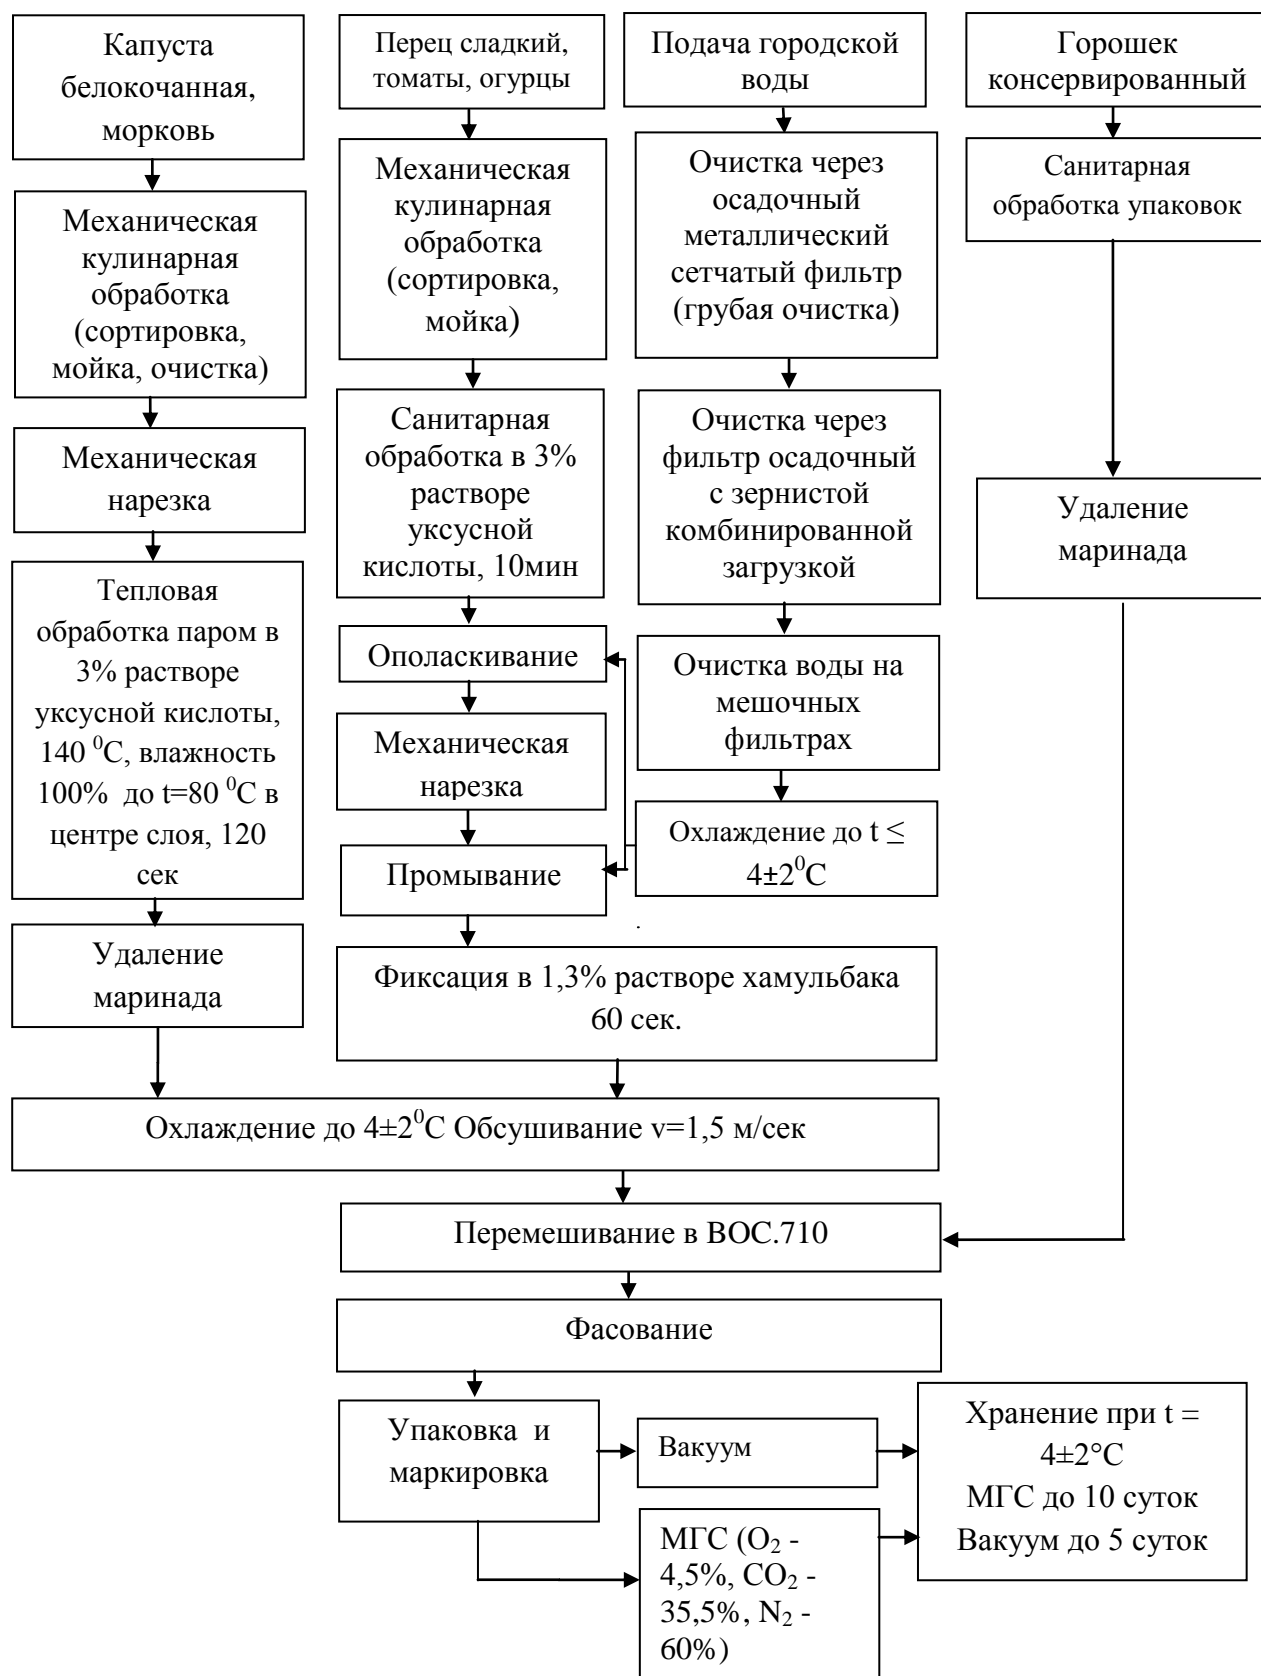 Капуста
белокочанная,
морковь
Механическая
кулинарная
обработка
(сортировка,
мойка, очистка)
Механическая
нарезка
Тепловая
обработка паром в
3% растворе
уксусной кислоты,
140 ⁰С, влажность
100% до t=80 ⁰С в
центре слоя, 120
сек
Удаление
маринада
Перец сладкий,
томаты, огурцы
Механическая
кулинарная
обработка
(сортировка,
мойка)
Санитарная
обработка в 3%
растворе
уксусной
кислоты, 10мин
Ополаскивание
Механическая
нарезка
Промывание
Фиксация в 1,3% растворе хамульбака
60 сек.
Подача городской
воды
Очистка через
осадочный
металлический
сетчатый фильтр
(грубая очистка)
Очистка через
фильтр осадочный
с зернистой
комбинированной
загрузкой
Очистка воды на
мешочных
фильтрах
Охлаждение до t ≤
4±2⁰С
Горошек
консервированный
Санитарная
обработка упаковок
Удаление
маринада
Охлаждение до 4±2⁰С Обсушивание v=1,5 м/сек
Перемешивание в ВОС.710
Фасование
Упаковка и
маркировка
Вакуум
МГС (O₂ -
4,5%, CO₂ -
35,5%, N₂ -
60%)
Хранение при t =
4±2°С
МГС до 10 суток
Вакуум до 5 суток